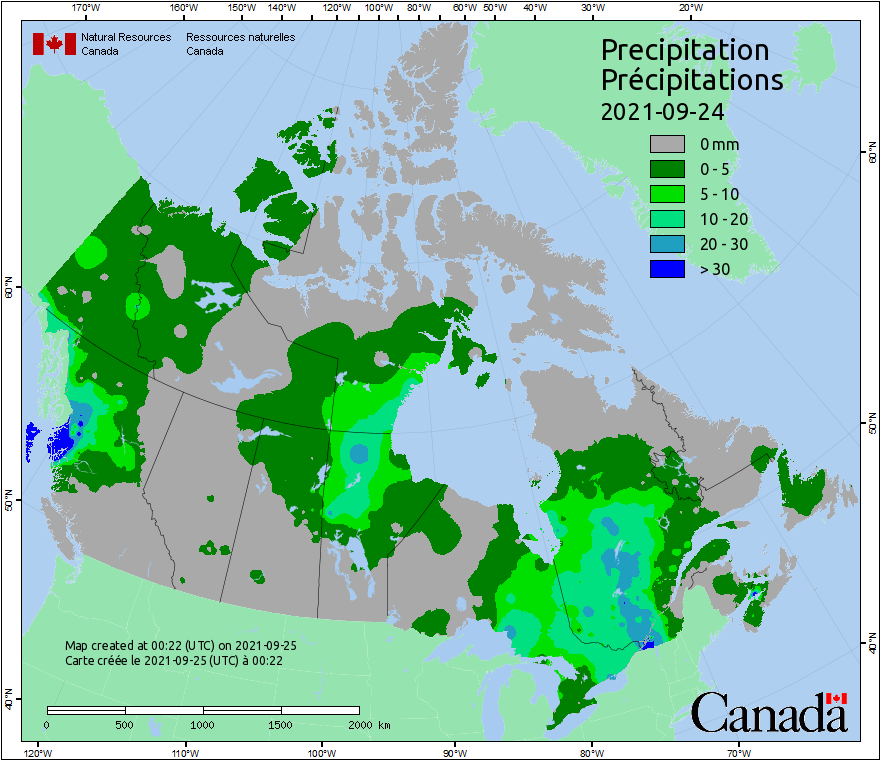 170°W 160°W 150°W 140°W 120°W 100°W 80°W 60°W 50°W 40°W 30°W 20°W
Natural Resources Ressources naturelles
Canada Canada
Precipitation
Précipitations
2021-09-24
0 mm
0 - 5
5 - 10
10 - 20
20 - 30
> 30
60°N 60°N
50°N 50°N
40°N 40°N
Map created at 00:22 (UTC) on 2021-09-25
Carte créée le 2021-09-25 (UTC) à 00:22
0 500 1000 1500 2000 km
Canada
120°W 110°W 100°W 90°W 80°W 70°W